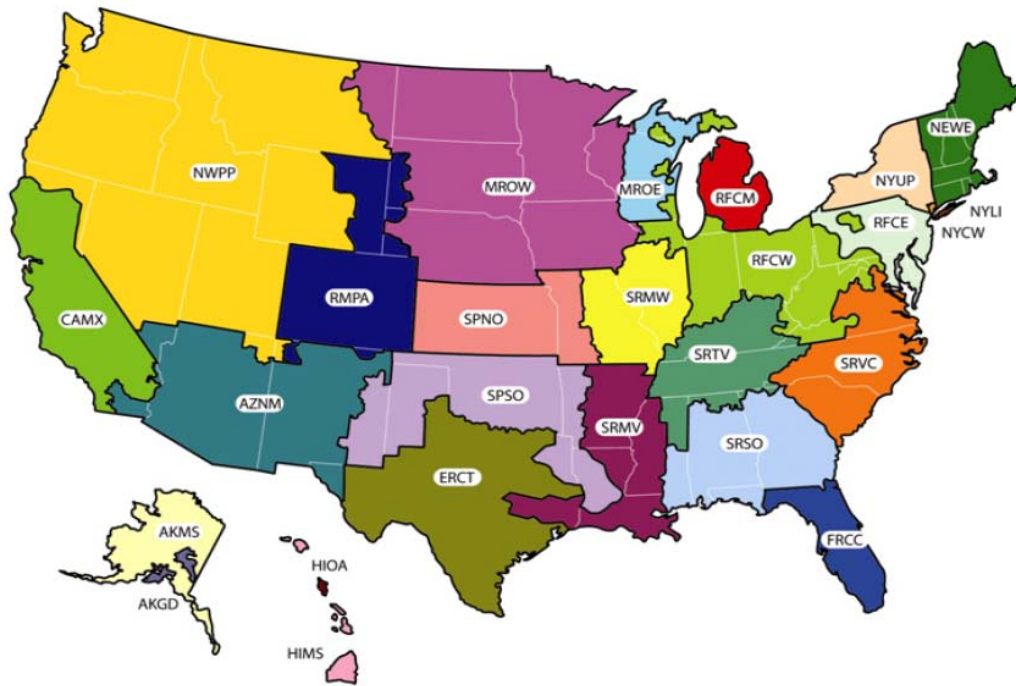 NEWE
NWPP
MROW
MROE
RFCM
NYUP
NYLI
RFCE
NYCW
RFCW
RMPA
SRMW
CAMX
SPNO
SRTV
SRVC
AZNM
SPSO
SRMV
SRSO
ERCT
AKMS
FRCC
HIOA
AKGD
HIMS